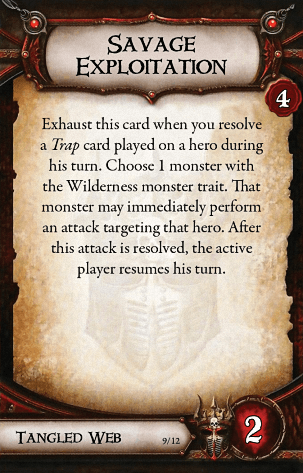 Savage
Exploitation
4
Exhaust this card when you resolve
a Trap card played on a hero during
his turn. Choose 1 monster with
the Wilderness monster trait. That
monster may immediately perform
an attack targeting that hero. After
this attack is resolved, the active
player resumes his turn.
Tangled Web 9/12 2